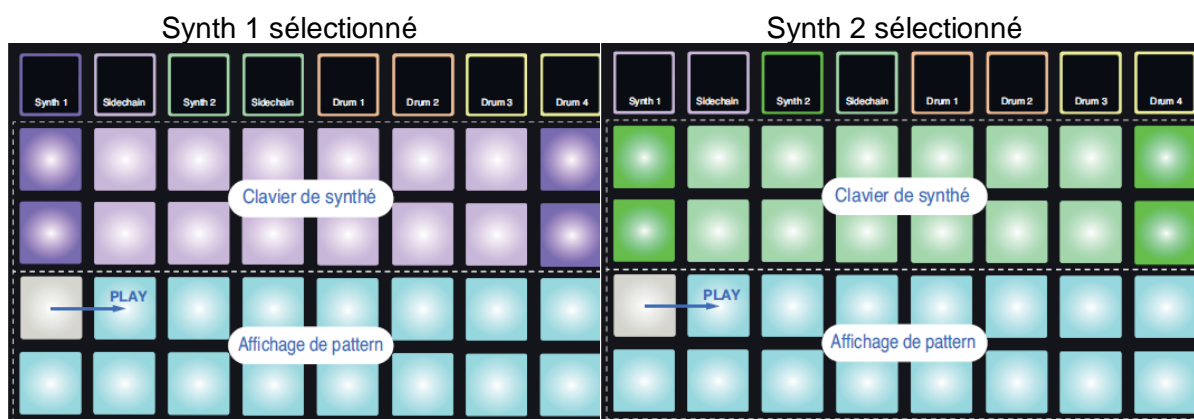 Synth 1 sélectionné
Synth 1 Sidechain Synth 2 Sidechain Drum 1 Drum 2 Drum 3 Drum 4
Clavier de synthé
PLAY
Affichage de pattern
Synth 2 sélectionné
Synth 1 Sidechain Synth 2 Sidechain Drum 1 Drum 2 Drum 3 Drum 4
Clavier de synthé
PLAY
Affichage de pattern